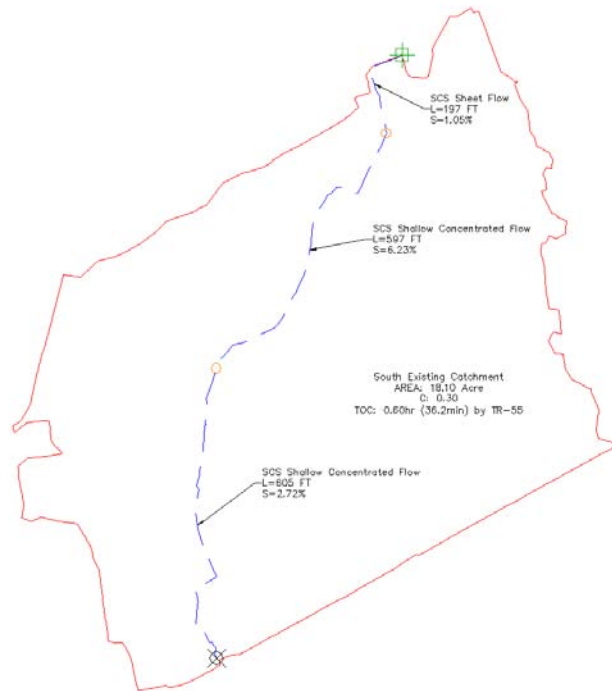 SCS Sheet Flow
L=197 FT
S=1.05%
SCS Shallow Concentrated Flow
L=597 FT
S=6.23%
South Existing Catchment
AREA: 18.10 Acre
C: 0.30
TOC: 0.60hr (36.2min) by TR-55
SCS Shallow Concentrated Flow
L=605 FT
S=2.72%